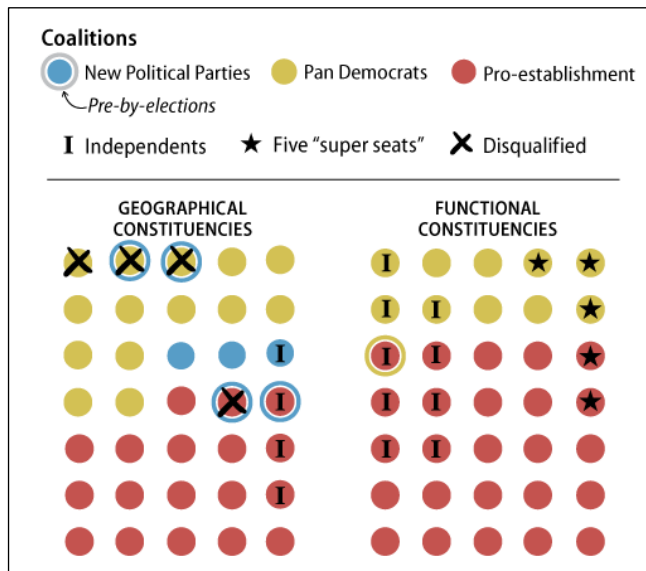 Coalitions
New Political Parties Pan Democrats Pro-establishment
Pre-by-elections
I Independents ★ Five “super seats” ✗ Disqualified
GEOGRAPHICAL CONSTITUENCIES
FUNCTIONAL CONSTITUENCIES
I
I I
I I I
I I I
I I I
I